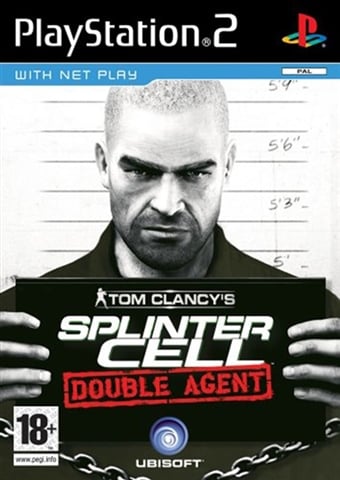 PlayStation®2
WITH NET PLAY
PAL
5'9"
5'6"
5'3"
5'
TOM CLANCY'S
SPLINTER
CELL
DOUBLE AGENT
18+
www.pegi.info
UBISOFT